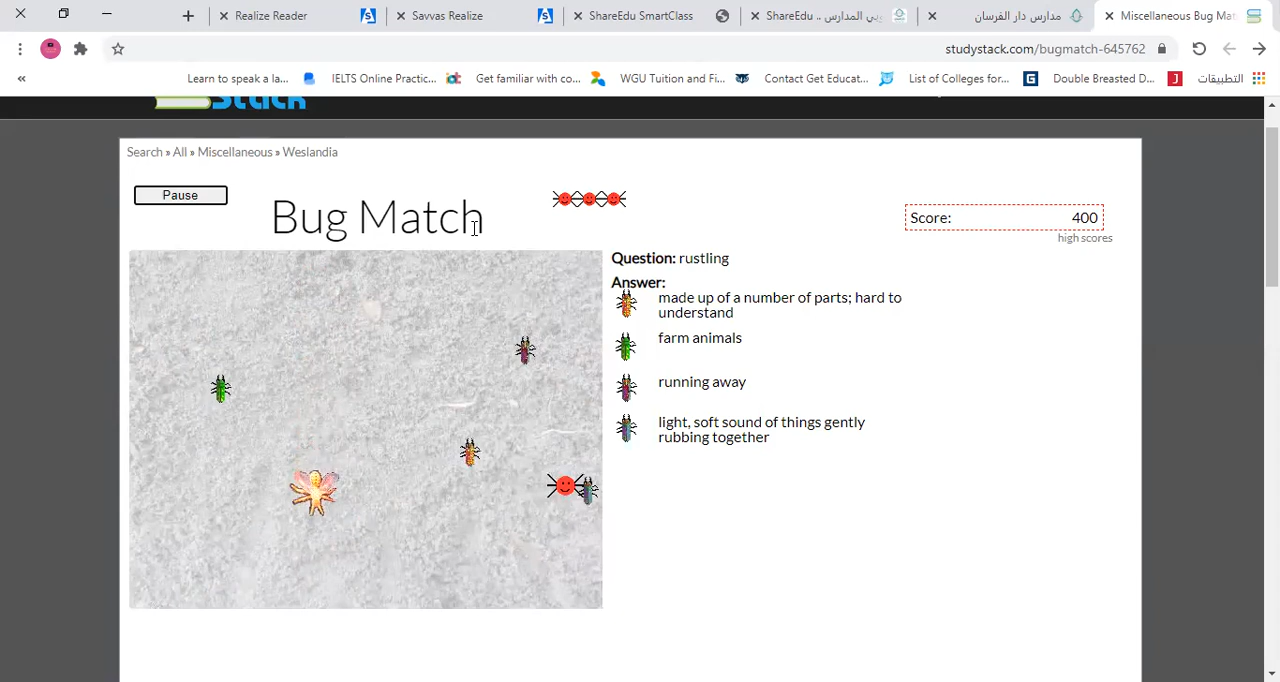 Realize Reader
Savvas Realize
ShareEdu SmartClass
ShareEdu .. بي المدارس
مدارس دار الفرسان
Miscellaneous Bug Mat
studystack.com/bugmatch-645762
«
Learn to speak a la...
IELTS Online Practic...
Get familiar with co...
WGU Tuition and Fi...
Contact Get Educat...
List of Colleges for...
Double Breasted D...
التطبيقات
Stack
Search » All » Miscellaneous » Weslandia
Pause
Bug Match
Score: 400
high scores
Question: rustling
Answer:
made up of a number of parts; hard to
understand
farm animals
running away
light, soft sound of things gently
rubbing together